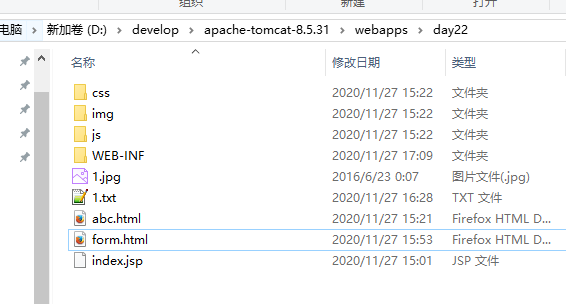 组织 新建 打开
电脑 > 新加卷 (D:) > develop > apache-tomcat-8.5.31 > webapps > day22
名称 修改日期 类型
css 2020/11/27 15:22 文件夹
img 2020/11/27 15:22 文件夹
js 2020/11/27 15:22 文件夹
WEB-INF 2020/11/27 17:09 文件夹
1.jpg 2016/6/23 0:07 图片文件(.jpg)
1.txt 2020/11/27 16:28 TXT 文件
abc.html 2020/11/27 15:21 Firefox HTML D...
form.html 2020/11/27 15:53 Firefox HTML D...
index.jsp 2020/11/27 15:01 JSP 文件